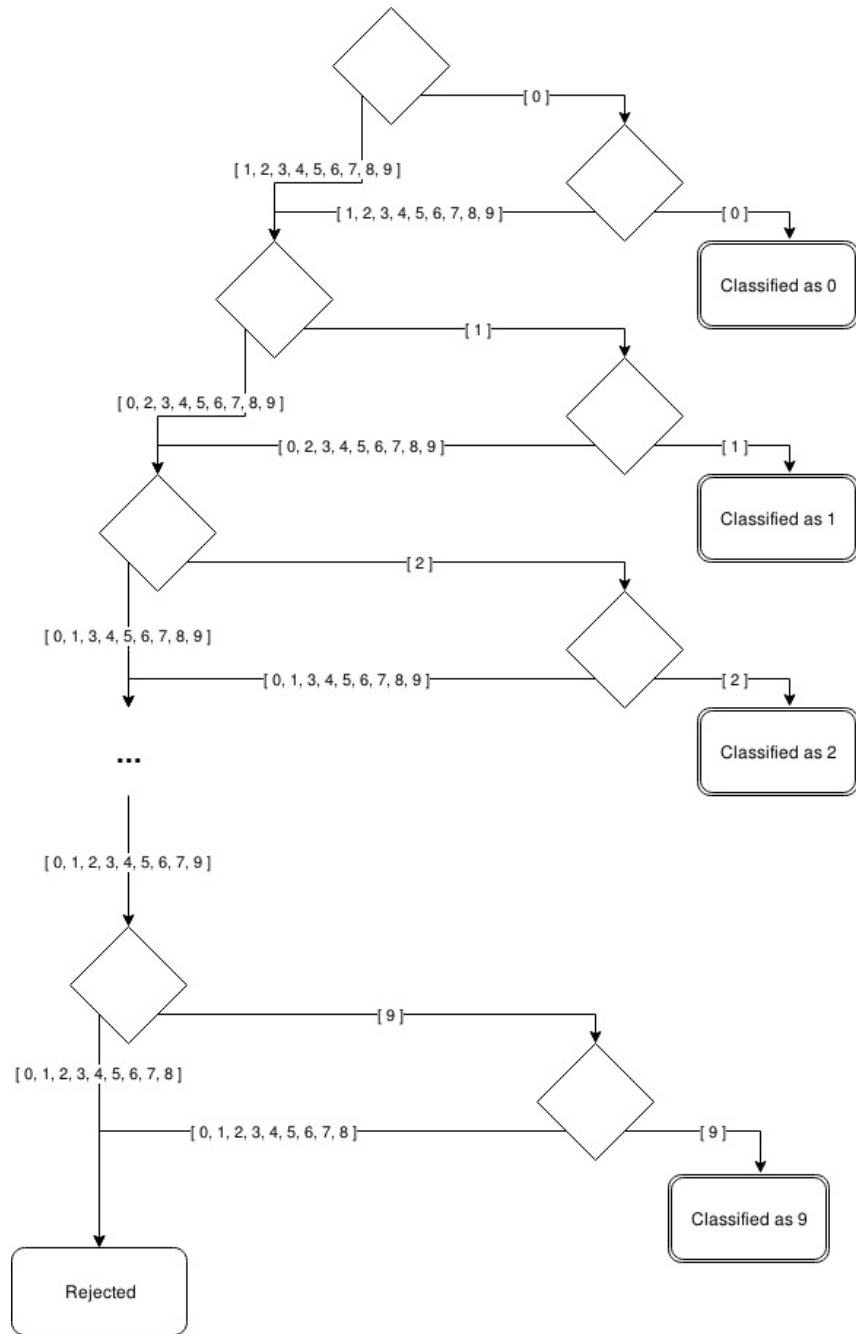 [ 0 ]
[ 1, 2, 3, 4, 5, 6, 7, 8, 9 ]
[ 1, 2, 3, 4, 5, 6, 7, 8, 9 ]
[ 0 ]
Classified as 0
[ 1 ]
[ 0, 2, 3, 4, 5, 6, 7, 8, 9 ]
[ 0, 2, 3, 4, 5, 6, 7, 8, 9 ]
[ 1 ]
Classified as 1
[ 2 ]
[ 0, 1, 3, 4, 5, 6, 7, 8, 9 ]
[ 0, 1, 3, 4, 5, 6, 7, 8, 9 ]
[ 2 ]
Classified as 2
...
[ 0, 1, 2, 3, 4, 5, 6, 7, 9 ]
[ 9 ]
[ 0, 1, 2, 3, 4, 5, 6, 7, 8 ]
[ 0, 1, 2, 3, 4, 5, 6, 7, 8 ]
[ 9 ]
Classified as 9
Rejected